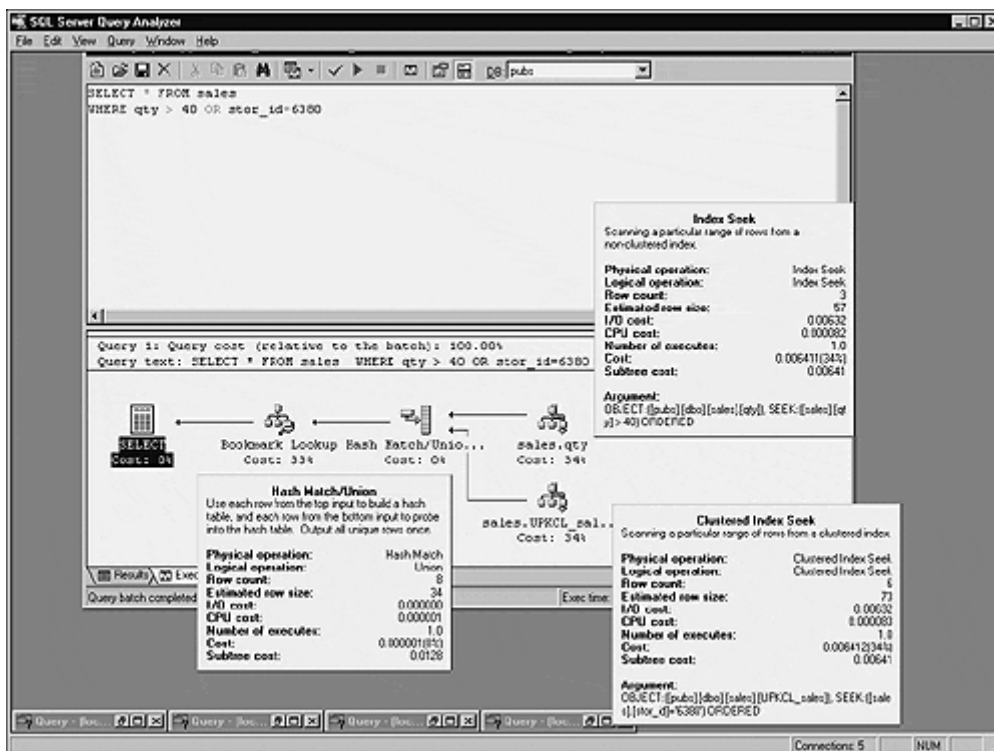 SQL Server Query Analyzer
File Edit View Query Window Help
DB: pubs
SELECT * FROM sales
WHERE qty > 40 OR stor_id=6380
Index Seek
Scanning a particular range of rows from a
non-clustered index.
Physical operation: Index Seek
Logical operation: Index Seek
Row count: 3
Estimated row size: 57
I/O cost: 0.00632
CPU cost: 0.000082
Number of executes: 1.0
Cost: 0.006411(34%)
Subtree cost: 0.00641
Argument:
OBJECT:([pubs].[dbo].[sales].[qty]), SEEK:([sales].[qt
y] > 40) ORDERED
Query 1: Query cost (relative to the batch): 100.00%
Query text: SELECT * FROM sales WHERE qty > 40 OR stor_id=6380
SELECT
Cost: 0%
Bookmark Lookup
Cost: 33%
Hash Match/Unio...
Cost: 0%
sales.qty
Cost: 34%
sales.UPKCL_sal...
Cost: 34%
Hash Match/Union
Use each row from the top input to build a hash
table, and each row from the bottom input to probe
into the hash table. Output all unique rows once.
Physical operation: Hash Match
Logical operation: Union
Row count: 8
Estimated row size: 34
I/O cost: 0.000000
CPU cost: 0.000001
Number of executes: 1.0
Cost: 0.000001(0%)
Subtree cost: 0.0128
Clustered Index Seek
Scanning a particular range of rows from a clustered index.
Physical operation: Clustered Index Seek
Logical operation: Clustered Index Seek
Row count: 6
Estimated row size: 73
I/O cost: 0.00632
CPU cost: 0.000083
Number of executes: 1.0
Cost: 0.006412(34%)
Subtree cost: 0.00641
Argument:
OBJECT:([pubs].[dbo].[sales].[UPKCL_sales]), SEEK:([sale
s].[stor_id]='6380') ORDERED
Results Exec
Query batch completed Exec time:
Query - (loc... Query - (loc... Query - (loc... Query - (loc...
Connections: 5 NUM